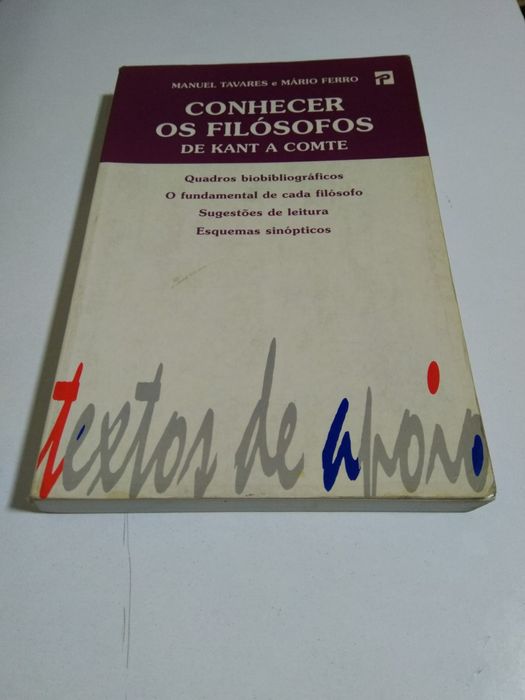 MANUEL TAVARES e MÁRIO FERRO
P
CONHECER
OS FILÓSOFOS
DE KANT A COMTE
Quadros biobibliográficos
O fundamental de cada filósofo
Sugestões de leitura
Esquemas sinópticos
textos de apoio